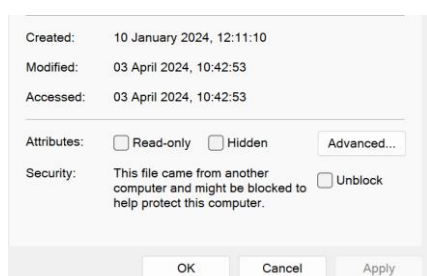 Created: 10 January 2024, 12:11:10
Modified: 03 April 2024, 10:42:53
Accessed: 03 April 2024, 10:42:53
Attributes: Read-only Hidden Advanced...
Security: This file came from another
computer and might be blocked to
help protect this computer.
Unblock
OK Cancel Apply